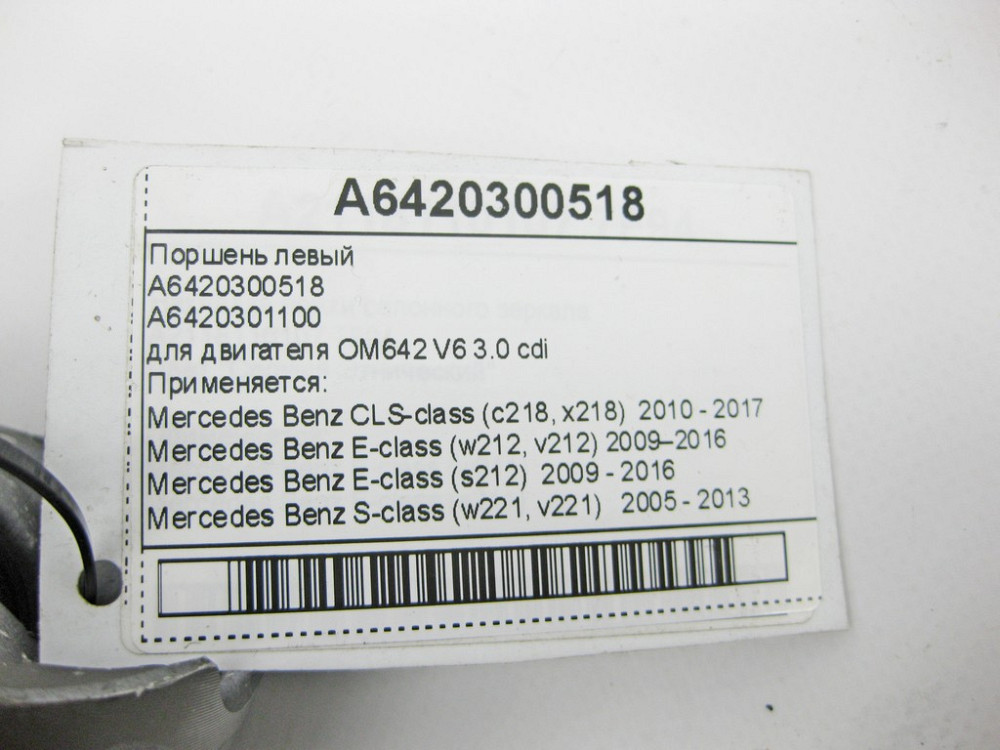 A6420300518
Поршень левый
A6420300518
A6420301100
для двигателя OM642 V6 3.0 cdi
Применяется:
Mercedes Benz CLS-class (c218, x218) 2010 - 2017
Mercedes Benz E-class (w212, v212) 2009–2016
Mercedes Benz E-class (s212) 2009 - 2016
Mercedes Benz S-class (w221, v221) 2005 - 2013